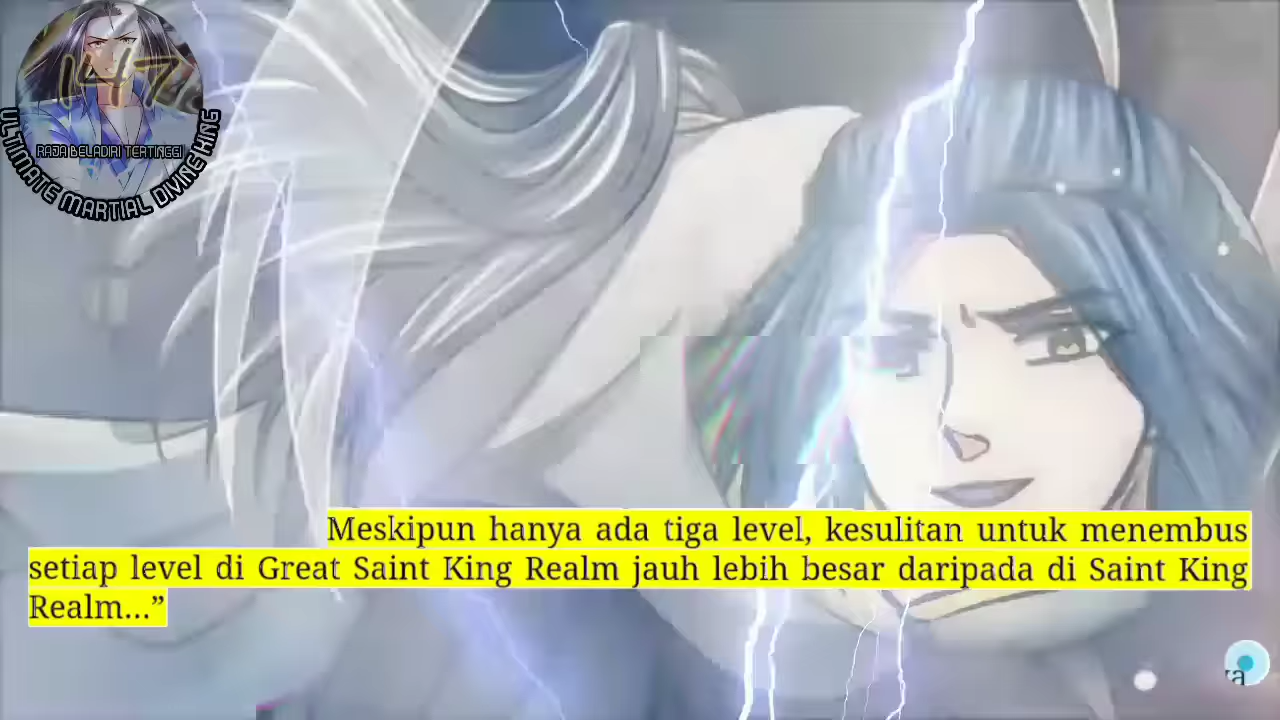 147
RAJA BELADIRI TERTINGGI
ULTIMATE MARTIAL DIVINE KING
Meskipun hanya ada tiga level, kesulitan untuk menembus
setiap level di Great Saint King Realm jauh lebih besar daripada di Saint King
Realm...”